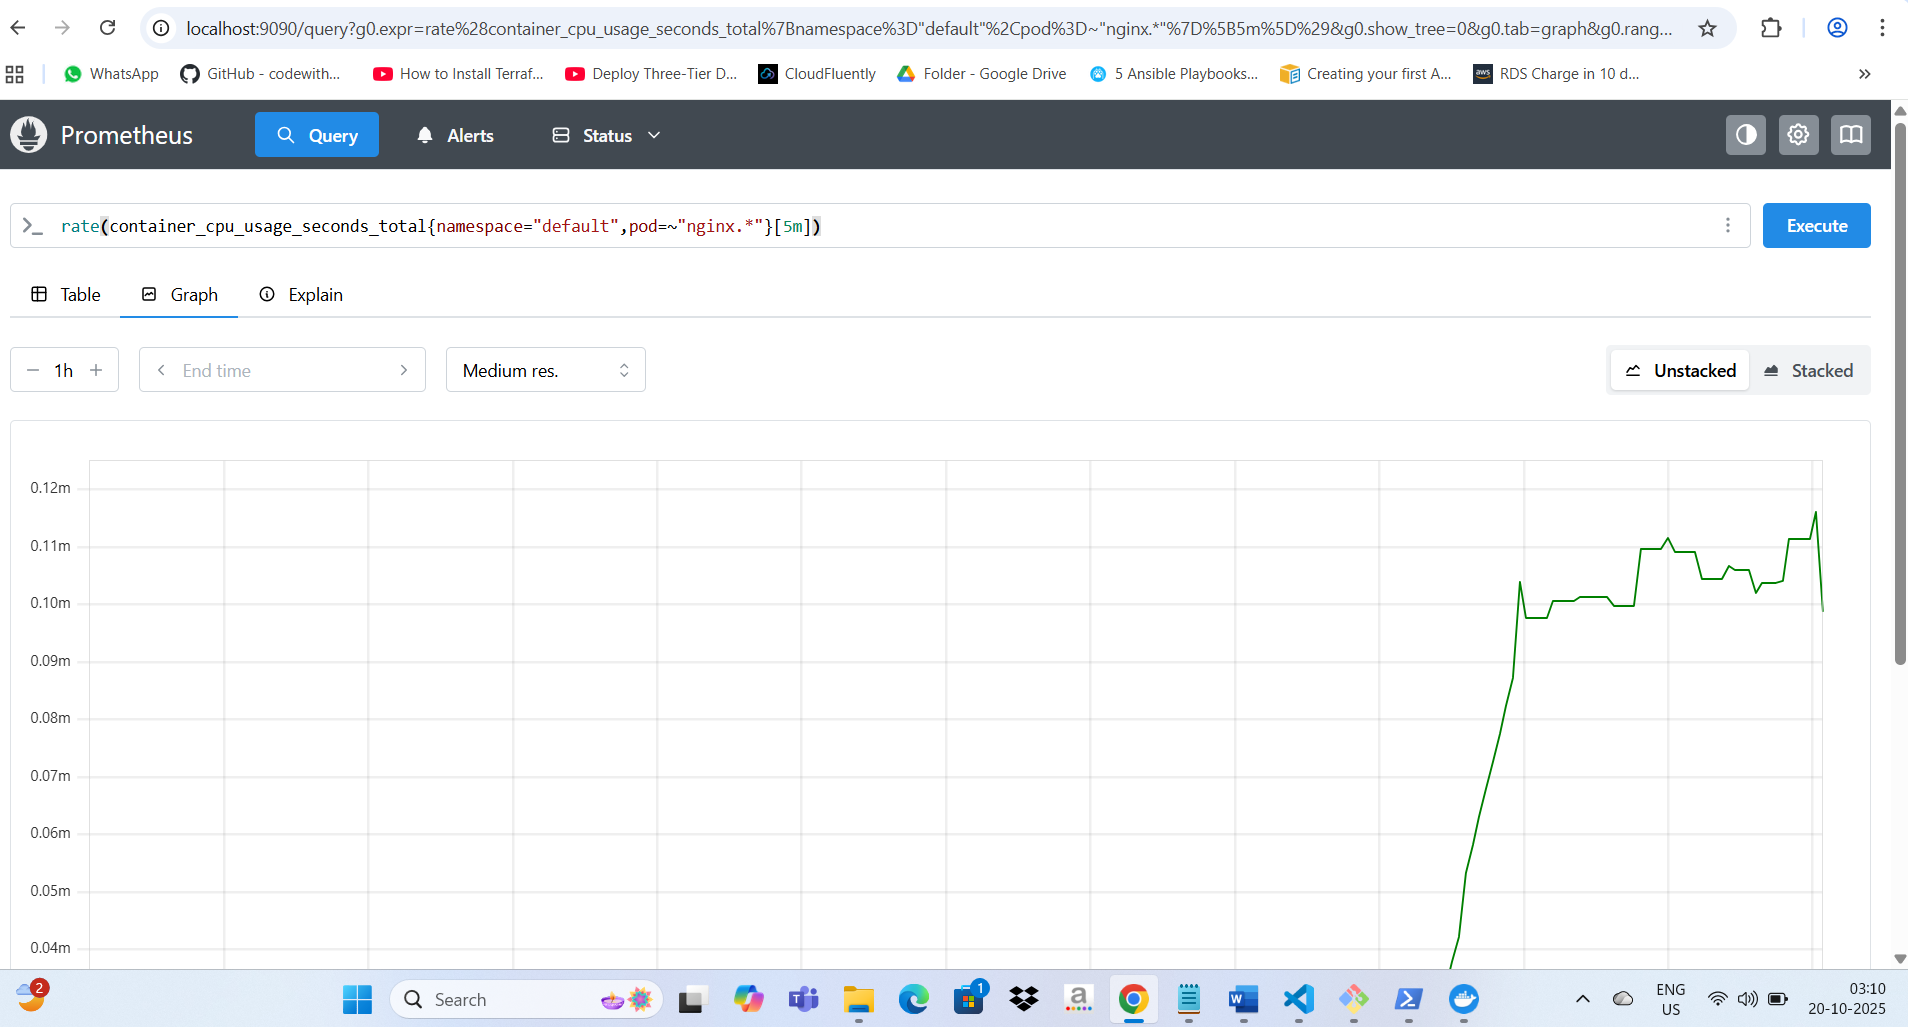 localhost:9090/query?g0.expr=rate%28container_cpu_usage_seconds_total%7Bnamespace%3D"default"%2Cpod%3D~"nginx.*"%7D%5B5m%5D%29&g0.show_tree=0&g0.tab=graph&g0.rang...
WhatsApp GitHub - codewith... How to Install Terraf... Deploy Three-Tier D... CloudFluently Folder - Google Drive 5 Ansible Playbooks... Creating your first A... aws RDS Charge in 10 d...
Prometheus Query Alerts Status
rate(container_cpu_usage_seconds_total{namespace="default",pod=~"nginx.*"}[5m]) Execute
Table Graph Explain
1h End time Medium res. Unstacked Stacked
0.12m
0.11m
0.10m
0.09m
0.08m
0.07m
0.06m
0.05m
0.04m
2 Search T a 1 W ENG 03:10
US 20-10-2025